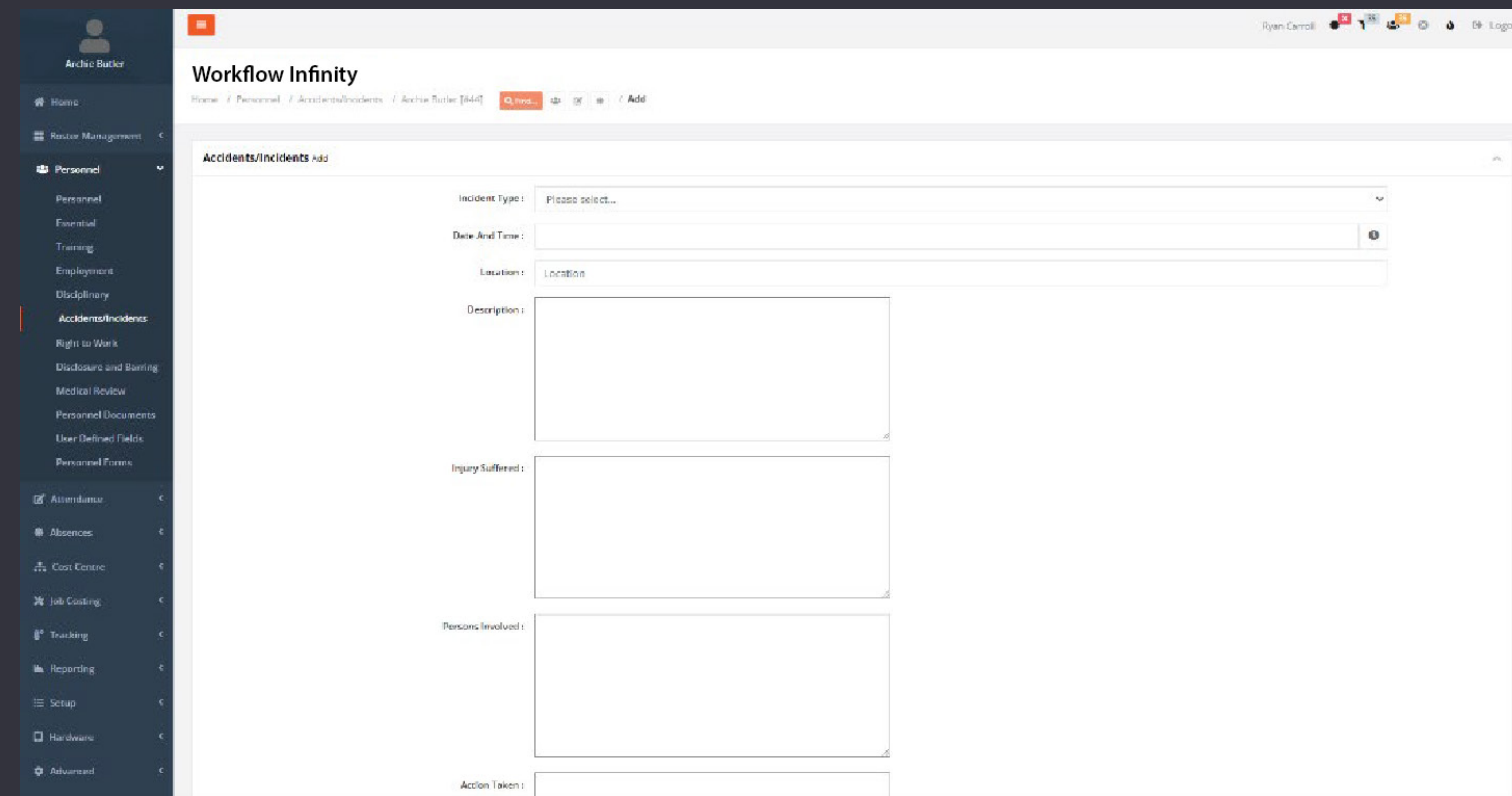 Archie Butler
Home
Roster Management
Personnel
Personnel
Essential
Training
Employment
Disciplinary
Accidents/Incidents
Right to Work
Disclosure and Barring
Medical Review
Personnel Documents
User Defined Fields
Personnel Forms
Attendance
Absences
Cost Centre
Job Costing
Tracking
Reporting
Setup
Hardware
Advanced
Ryan Carroll
Logo
Workflow Infinity
Home / Personnel / Accidents/Incidents / Archie Butler [644] / Add
Accidents/Incidents Add
Incident Type :
Please select...
Date And Time :
Location :
Location
Description :
Injury Suffered :
Persons Involved :
Action Taken :